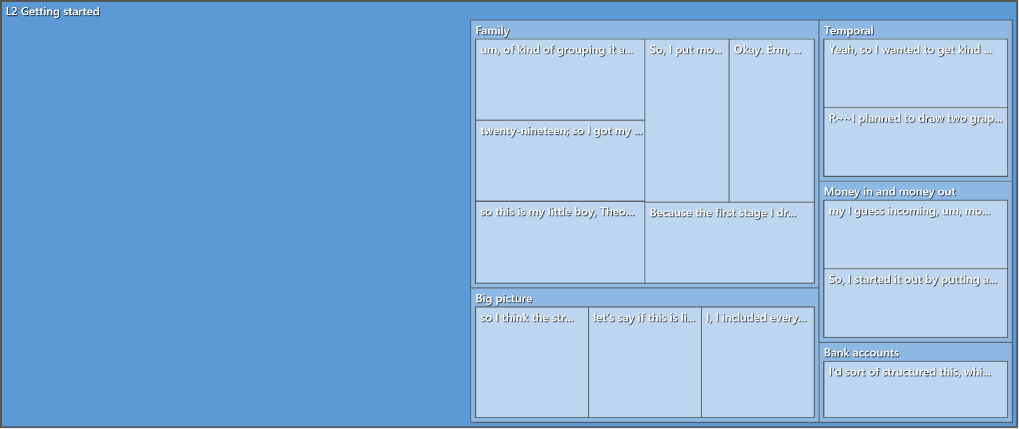 L2 Getting started
Family
um, of kind of grouping it a...
So, I put mo...
Okay. Erm, ...
twenty-nineteen; so I got my ...
so this is my little boy, Theo...
Because the first stage I dr...
Big picture
so I think the str...
let's say if this is li...
I, I included every...
Temporal
Yeah, so I wanted to get kind ...
R~~I planned to draw two grap...
Money in and money out
my I guess incoming, um, mo...
So, I started it out by putting a...
Bank accounts
I'd sort of structured this, whi...